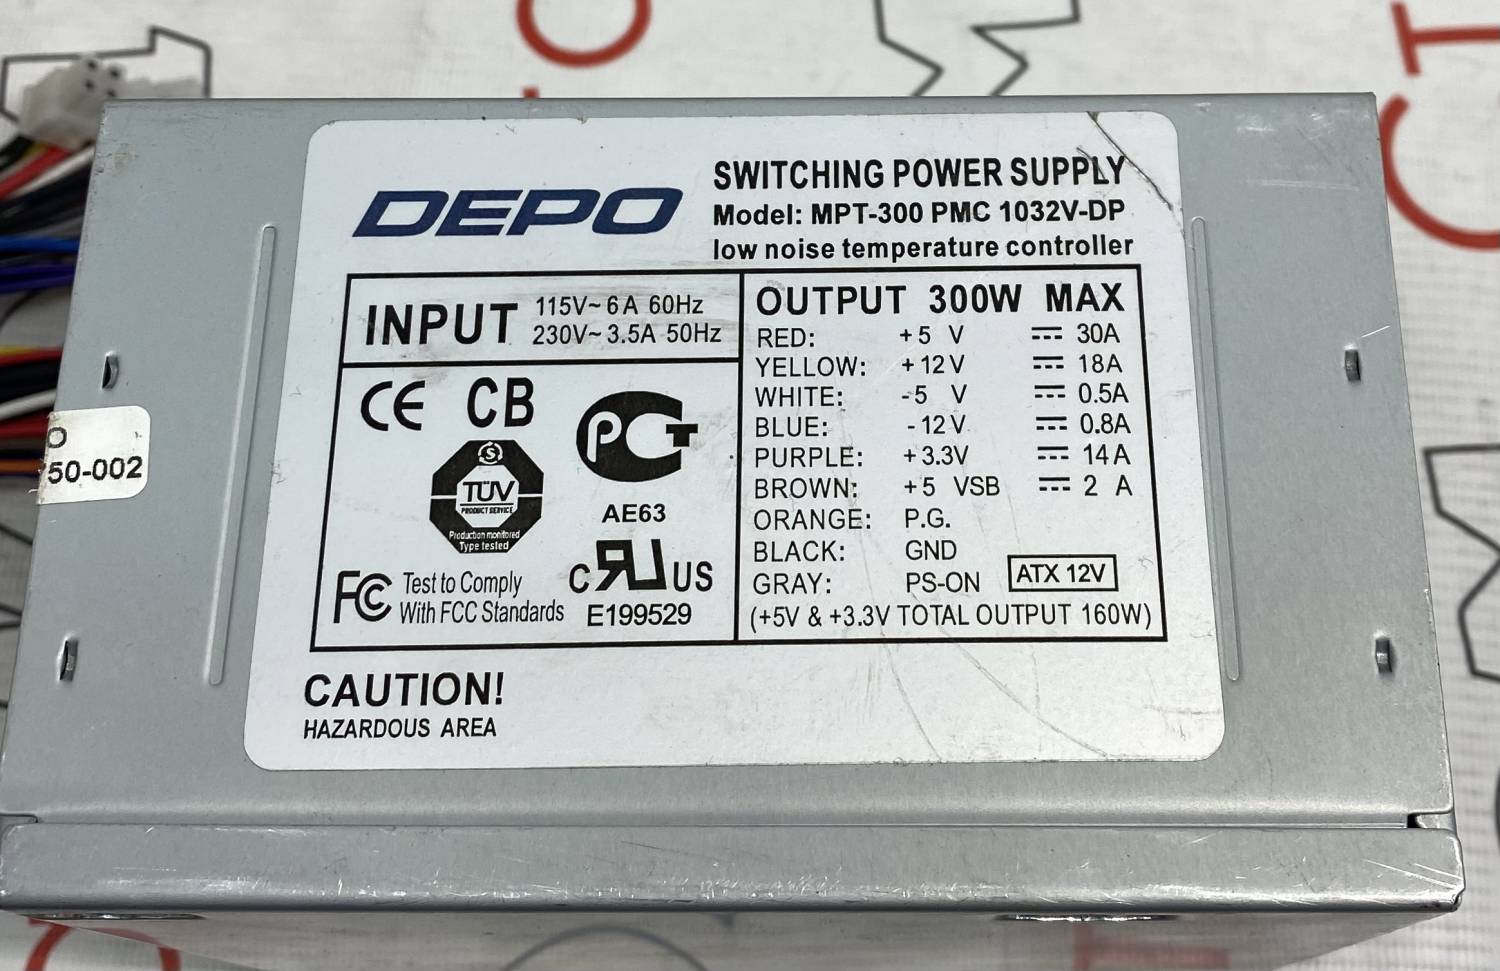 DEPO
SWITCHING POWER SUPPLY
Model: MPT-300 PMC 1032V-DP
low noise temperature controller
INPUT 115V~ 6A 60Hz
230V~ 3.5A 50Hz
CE CB
TÜV
PRODUCT SERVICE
Production monitored
Type tested
PCT
AE63
FC Test to Comply
With FCC Standards
C RU US
E199529
OUTPUT 300W MAX
RED: +5 V ⎓ 30A
YELLOW: +12V ⎓ 18A
WHITE: -5 V ⎓ 0.5A
BLUE: -12V ⎓ 0.8A
PURPLE: +3.3V ⎓ 14A
BROWN: +5 VSB ⎓ 2 A
ORANGE: P.G.
BLACK: GND
GRAY: PS-ON ATX 12V
(+5V & +3.3V TOTAL OUTPUT 160W)
CAUTION!
HAZARDOUS AREA
O
50-002